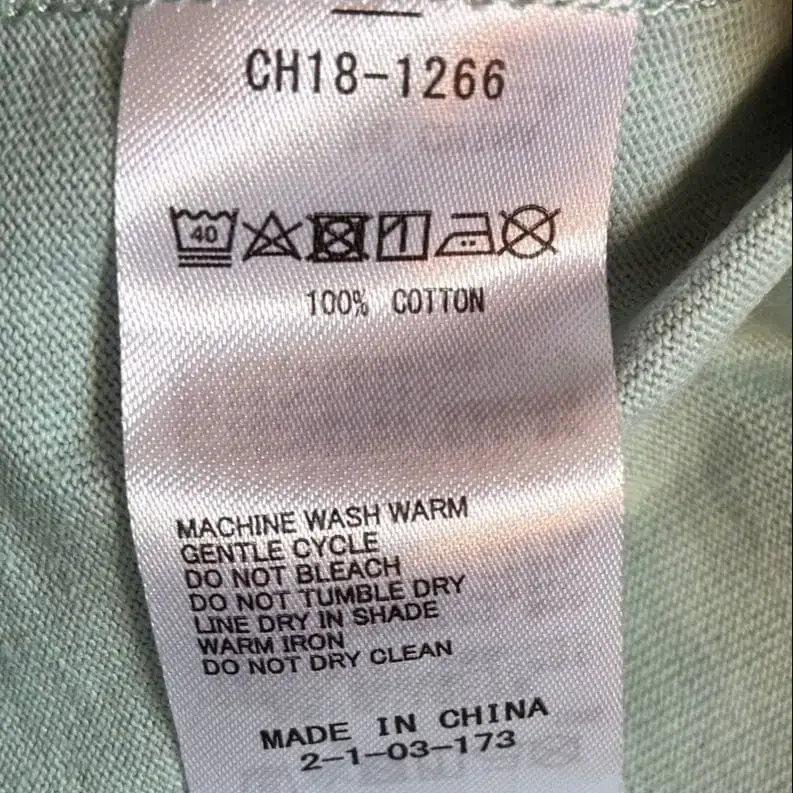 CH18-1266
40
100% COTTON
MACHINE WASH WARM
GENTLE CYCLE
DO NOT BLEACH
DO NOT TUMBLE DRY
LINE DRY IN SHADE
WARM IRON
DO NOT DRY CLEAN
MADE IN CHINA
2-1-03-173